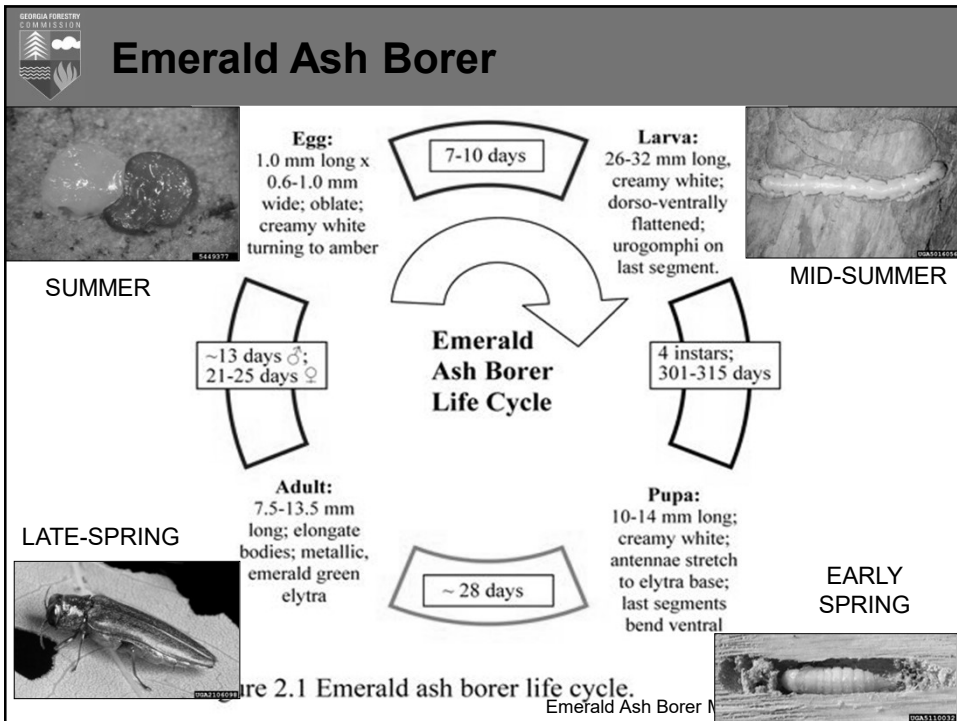 GEORGIA FORESTRY
COMMISSION
Emerald Ash Borer
Egg:
1.0 mm long x
0.6-1.0 mm
wide; oblate;
creamy white
turning to amber
5449377
SUMMER
7-10 days
Larva:
26-32 mm long,
creamy white;
dorso-ventrally
flattened;
urogomphi on
last segment.
UGA5016056
MID-SUMMER
~13 days ♂;
21-25 days ♀
Emerald
Ash Borer
Life Cycle
4 instars;
301-315 days
Adult:
7.5-13.5 mm
long; elongate
bodies; metallic,
emerald green
elytra
LATE-SPRING
UGA2106098
~ 28 days
Pupa:
10-14 mm long;
creamy white;
antennae stretch
to elytra base;
last segments
bend ventral
EARLY
SPRING
UGA5110032
ure 2.1 Emerald ash borer life cycle.
Emerald Ash Borer M